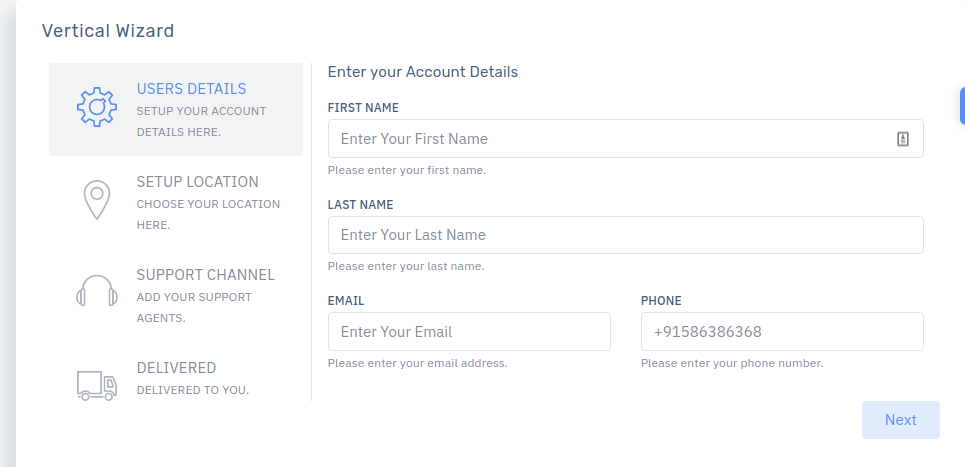 Vertical Wizard
USERS DETAILS
SETUP YOUR ACCOUNT
DETAILS HERE.
SETUP LOCATION
CHOOSE YOUR LOCATION
HERE.
SUPPORT CHANNEL
ADD YOUR SUPPORT
AGENTS.
DELIVERED
DELIVERED TO YOU.
Enter your Account Details
FIRST NAME
Enter Your First Name
Please enter your first name.
LAST NAME
Enter Your Last Name
Please enter your last name.
EMAIL
Enter Your Email
Please enter your email address.
PHONE
+91586386368
Please enter your phone number.
Next